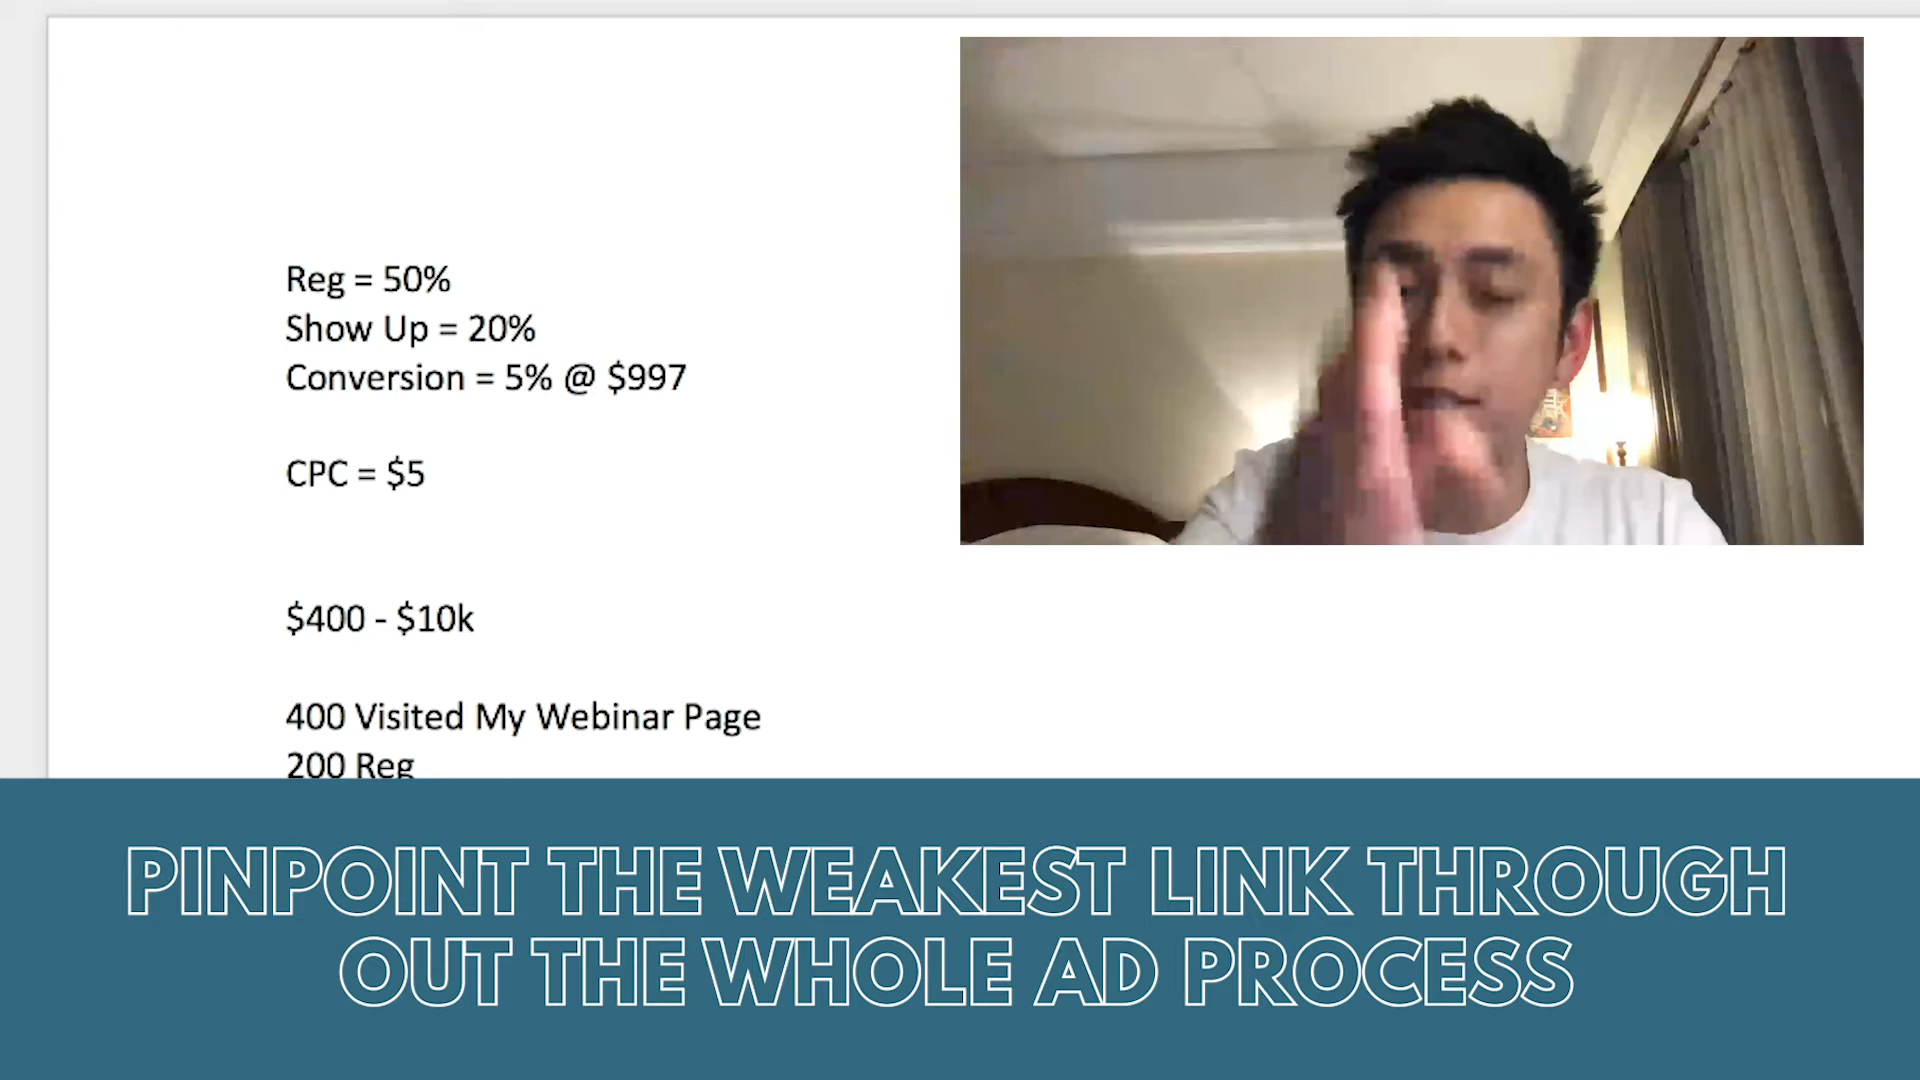 Reg = 50%
Show Up = 20%
Conversion = 5% @ $997
CPC = $5
$400 - $10k
400 Visited My Webinar Page
200 Reg
PINPOINT THE WEAKEST LINK THROUGH
OUT THE WHOLE AD PROCESS